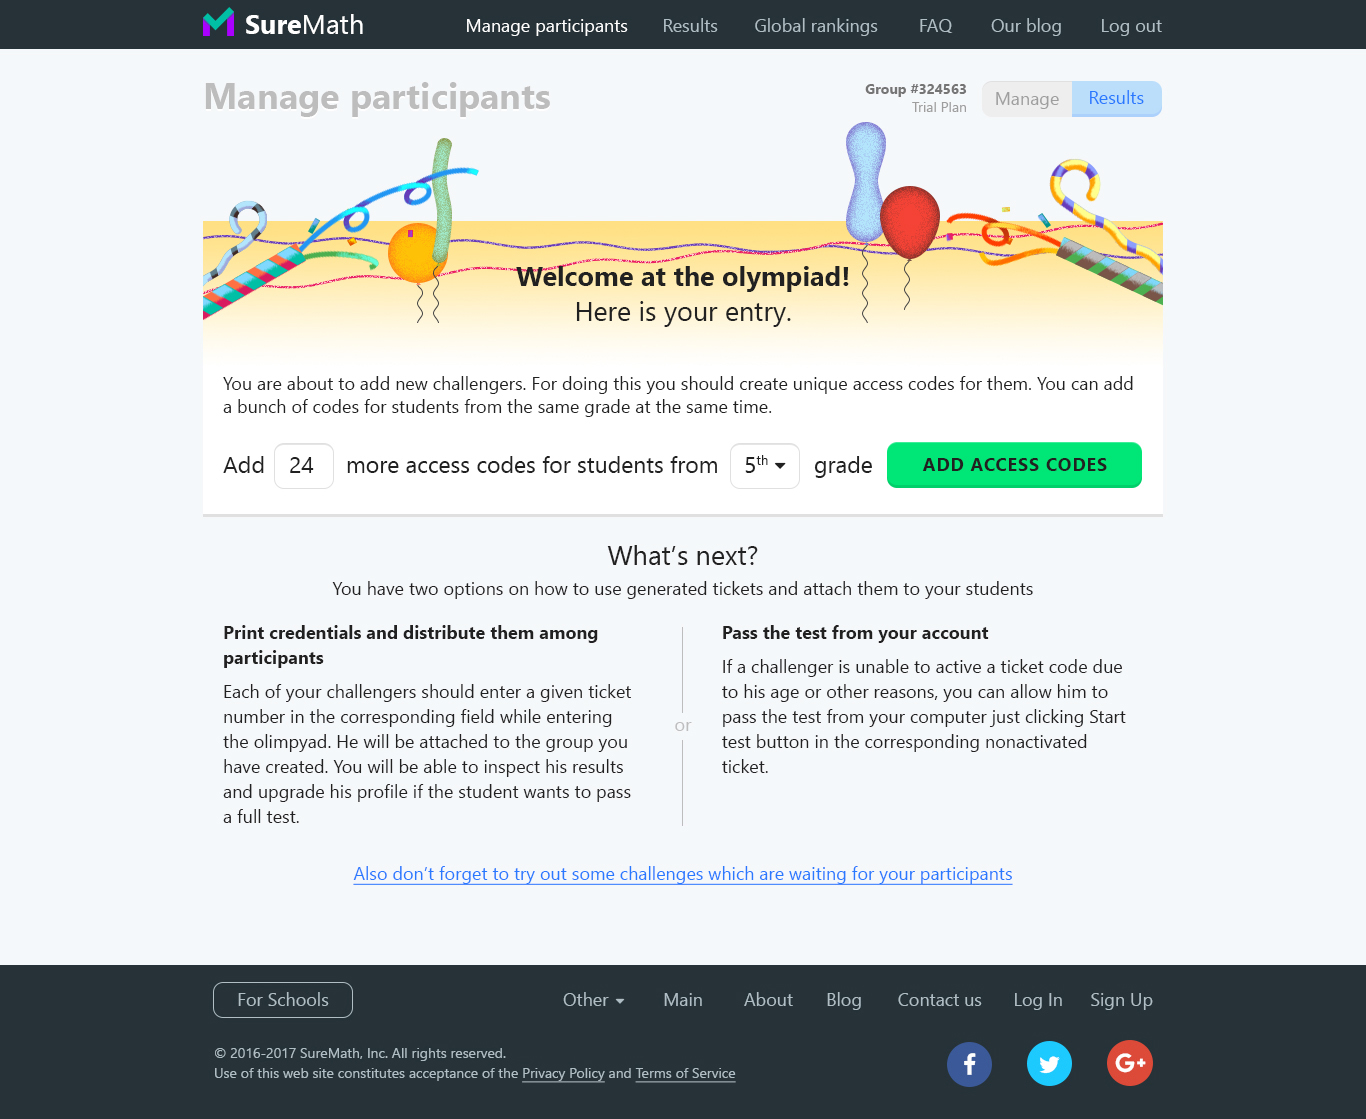 SureMath Manage participants Results Global rankings FAQ Our blog Log out
Manage participants
Group #324563
Trial Plan
Manage Results
Welcome at the olympiad!
Here is your entry.
You are about to add new challengers. For doing this you should create unique access codes for them. You can add
a bunch of codes for students from the same grade at the same time.
Add 24 more access codes for students from 5th grade ADD ACCESS CODES
What's next?
You have two options on how to use generated tickets and attach them to your students
Print credentials and distribute them among
participants
Each of your challengers should enter a given ticket
number in the corresponding field while entering
the olimpyad. He will be attached to the group you
have created. You will be able to inspect his results
and upgrade his profile if the student wants to pass
a full test.
or
Pass the test from your account
If a challenger is unable to active a ticket code due
to his age or other reasons, you can allow him to
pass the test from your computer just clicking Start
test button in the corresponding nonactivated
ticket.
Also don't forget to try out some challenges which are waiting for your participants
For Schools Other Main About Blog Contact us Log In Sign Up
© 2016-2017 SureMath, Inc. All rights reserved.
Use of this web site constitutes acceptance of the Privacy Policy and Terms of Service
f G+